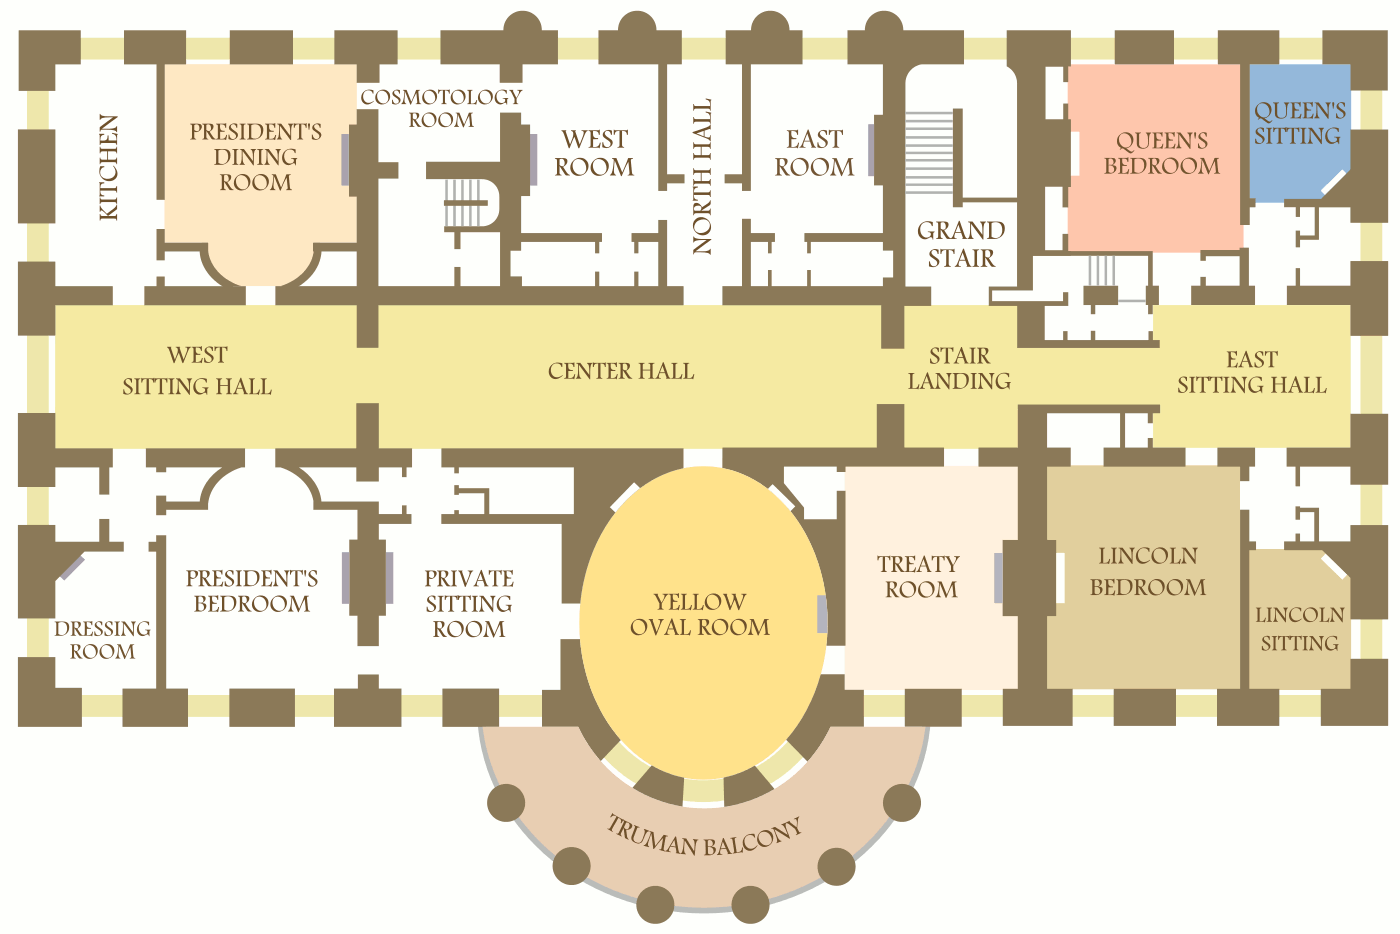 KITCHEN
PRESIDENT'S
DINING
ROOM
COSMOTOLOGY
ROOM
WEST
ROOM
NORTH HALL
EAST
ROOM
GRAND
STAIR
QUEEN'S
BEDROOM
QUEEN'S
SITTING
WEST
SITTING HALL
CENTER HALL
STAIR
LANDING
EAST
SITTING HALL
DRESSING
ROOM
PRESIDENT'S
BEDROOM
PRIVATE
SITTING
ROOM
YELLOW
OVAL ROOM
TREATY
ROOM
LINCOLN
BEDROOM
LINCOLN
SITTING
TRUMAN BALCONY